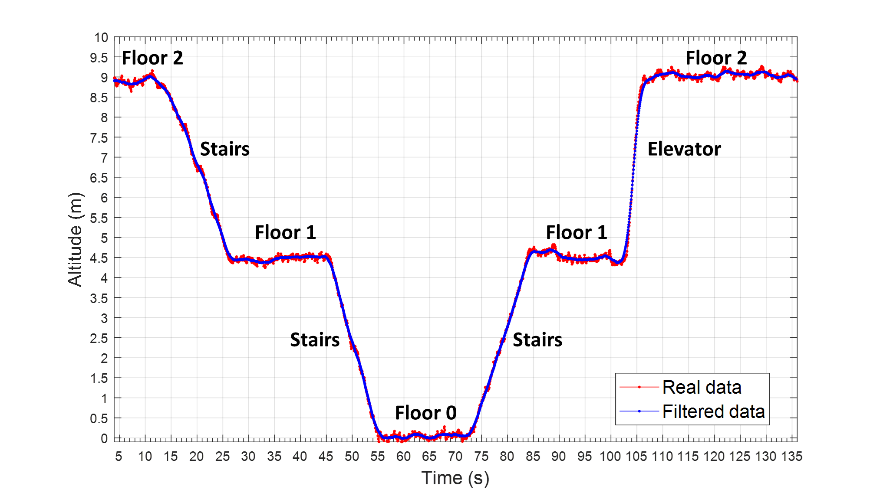 10
9.5
9
8.5
8
7.5
7
6.5
6
5.5
5
4.5
4
3.5
3
2.5
2
1.5
1
0.5
0
Altitude (m)
Floor 2
Floor 2
Stairs
Elevator
Floor 1
Floor 1
Stairs
Stairs
Floor 0
Real data
Filtered data
5 10 15 20 25 30 35 40 45 50 55 60 65 70 75 80 85 90 95 100 105 110 115 120 125 130 135
Time (s)